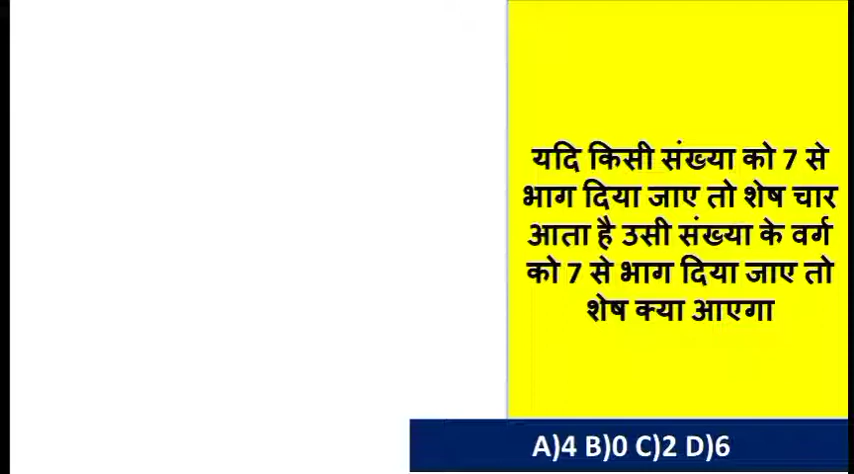 यदि किसी संख्या को 7 से
भाग दिया जाए तो शेष चार
आता है उसी संख्या के वर्ग
को 7 से भाग दिया जाए तो
शेष क्या आएगा
A)4 B)0 C)2 D)6